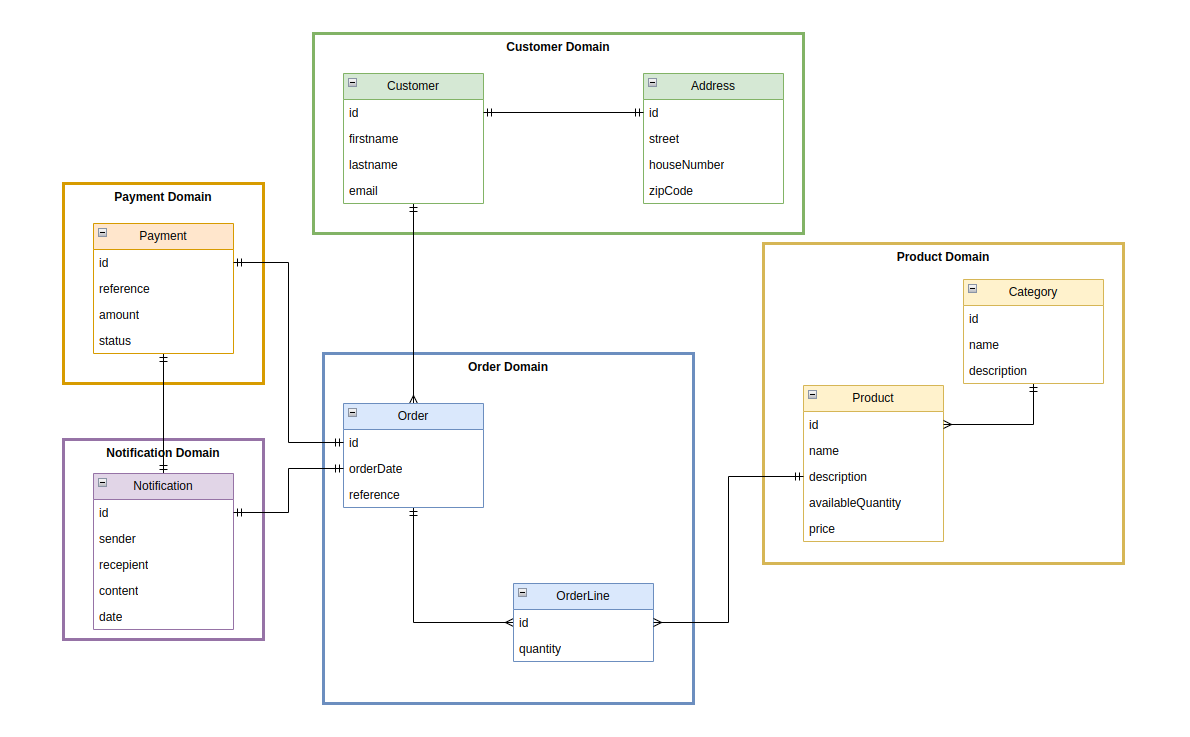 Customer Domain
Customer
id
firstname
lastname
email
Address
id
street
houseNumber
zipCode
Payment Domain
Payment
id
reference
amount
status
Product Domain
Category
id
name
description
Product
id
name
description
availableQuantity
price
Order Domain
Order
id
orderDate
reference
OrderLine
id
quantity
Notification Domain
Notification
id
sender
recepient
content
date